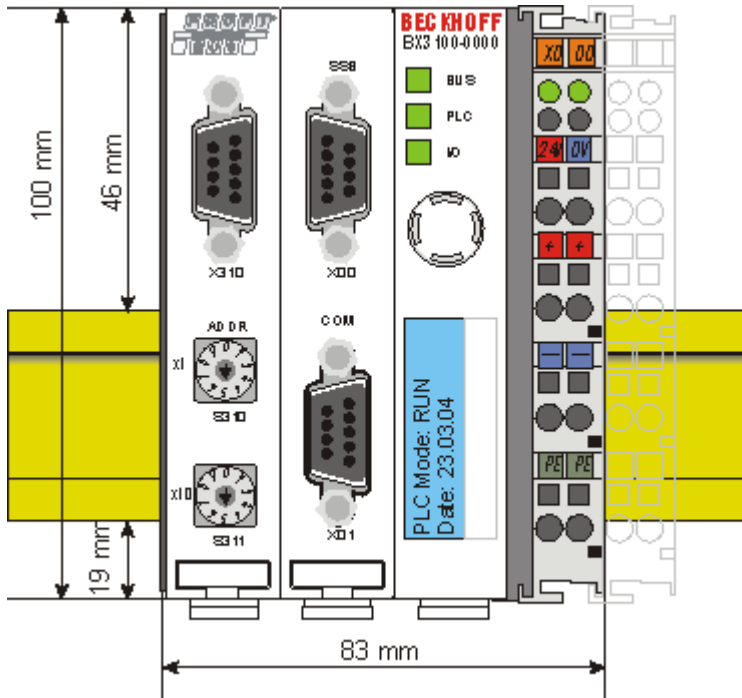 BECKHOFF
BX3100-0000
SSB
BUS
PLC
I/O
X0 00
24V 0V
+ +
PE PE
X310
X00
ADDR
x1
S310
x10
S311
COM
X01
PLC Mode: RUN
Date: 23.03.04
100 mm
46 mm
19 mm
83 mm